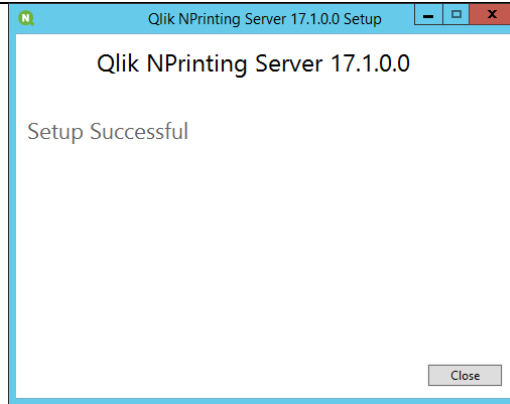 N
Qlik NPrinting Server 17.1.0.0 Setup
Qlik NPrinting Server 17.1.0.0
Setup Successful
Close